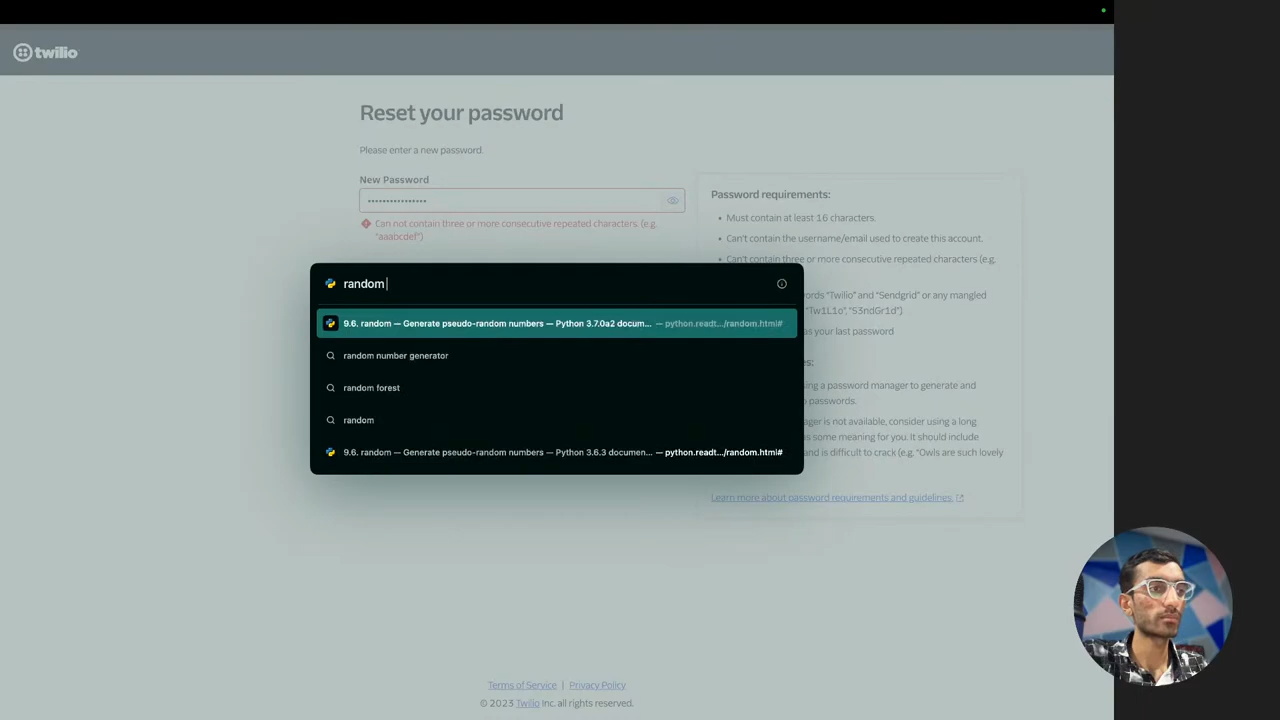 twilio
Reset your password
Please enter a new password.
New Password
••••••••••••••••
Can not contain three or more consecutive repeated characters. (e.g.
"aaabcdef")
Password requirements:
• Must contain at least 16 characters.
• Can't contain the username/email used to create this account.
• Can't contain three or more consecutive repeated characters (e.g.
words "Twilio" and "Sendgrid" or any mangled
"Tw1L1o", "S3ndGr1d")
as your last password
using a password manager to generate and
passwords.
is not available, consider using a long
some meaning for you. It should include
and is difficult to crack (e.g. "Owls are such lovely
Learn more about password requirements and guidelines.
random
9.6. random — Generate pseudo-random numbers — Python 3.7.0a2 docum... — python.readt.../random.html#
random number generator
random forest
random
9.6. random — Generate pseudo-random numbers — Python 3.6.3 documen... — python.readt.../random.html#
Terms of Service | Privacy Policy
© 2023 Twilio Inc. all rights reserved.